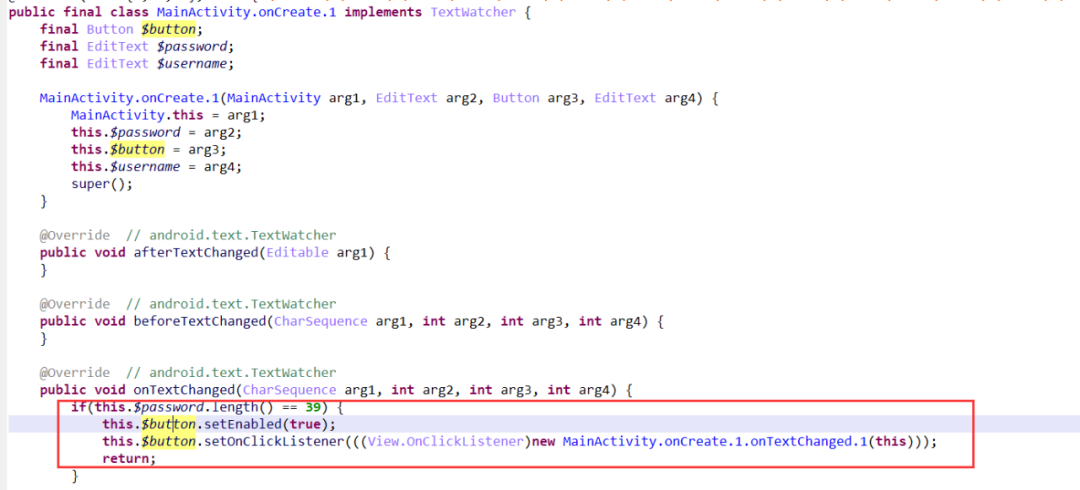 public final class MainActivity.onCreate.1 implements TextWatcher {
final Button $button;
final EditText $password;
final EditText $username;
MainActivity.onCreate.1(MainActivity arg1, EditText arg2, Button arg3, EditText arg4) {
MainActivity.this = arg1;
this.$password = arg2;
this.$button = arg3;
this.$username = arg4;
super();
}
@Override // android.text.TextWatcher
public void afterTextChanged(Editable arg1) {
}
@Override // android.text.TextWatcher
public void beforeTextChanged(CharSequence arg1, int arg2, int arg3, int arg4) {
}
@Override // android.text.TextWatcher
public void onTextChanged(CharSequence arg1, int arg2, int arg3, int arg4) {
if(this.$password.length() == 39) {
this.$button.setEnabled(true);
this.$button.setOnClickListener(((View.OnClickListener)new MainActivity.onCreate.1.onTextChanged.1(this)));
return;
}